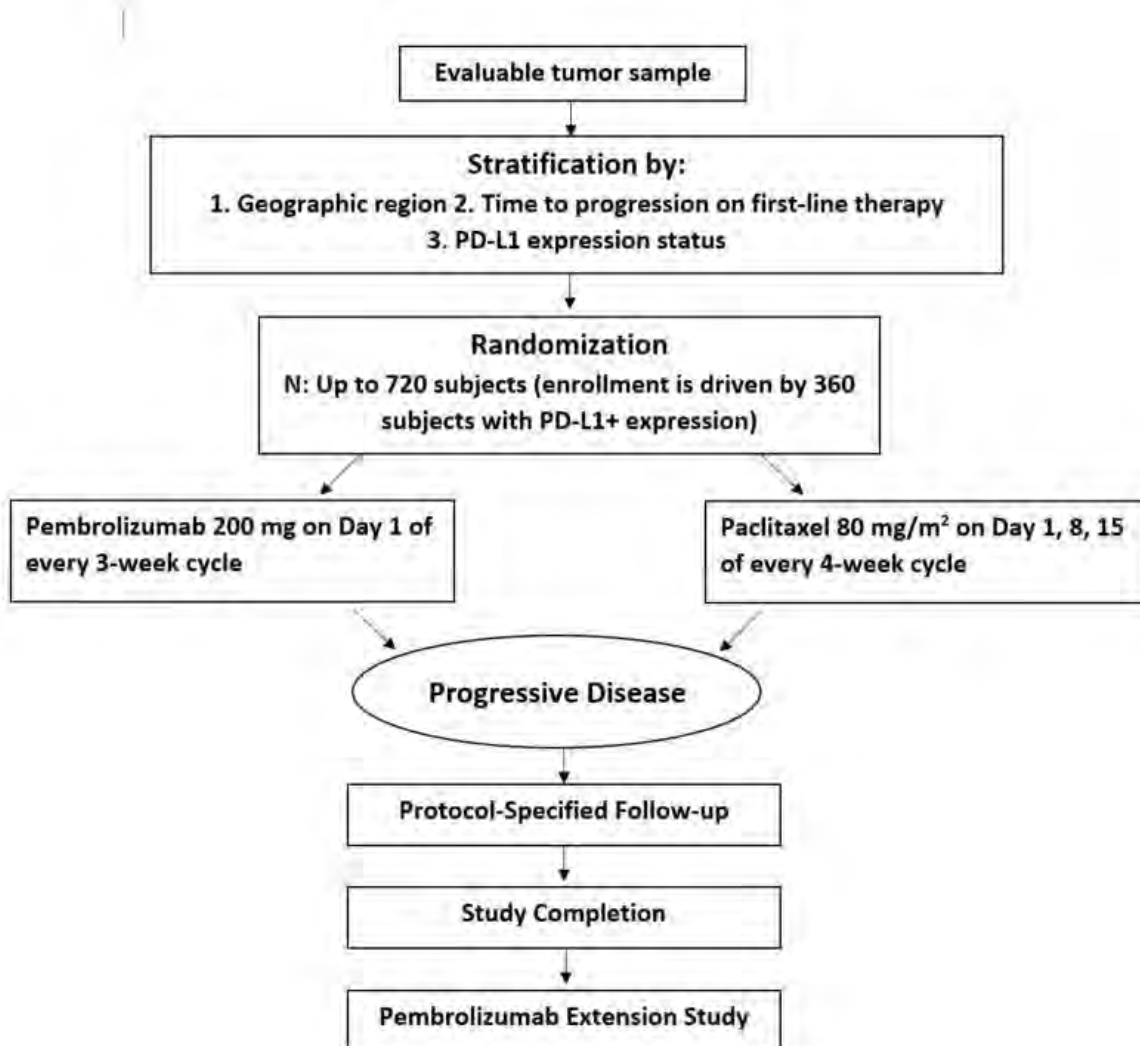 Evaluable tumor sample
Stratification by:
1. Geographic region 2. Time to progression on first-line therapy
3. PD-L1 expression status
Randomization
N: Up to 720 subjects (enrollment is driven by 360
subjects with PD-L1+ expression)
Pembrolizumab 200 mg on Day 1 of
every 3-week cycle
Paclitaxel 80 mg/m² on Day 1, 8, 15
of every 4-week cycle
Progressive Disease
Protocol-Specified Follow-up
Study Completion
Pembrolizumab Extension Study